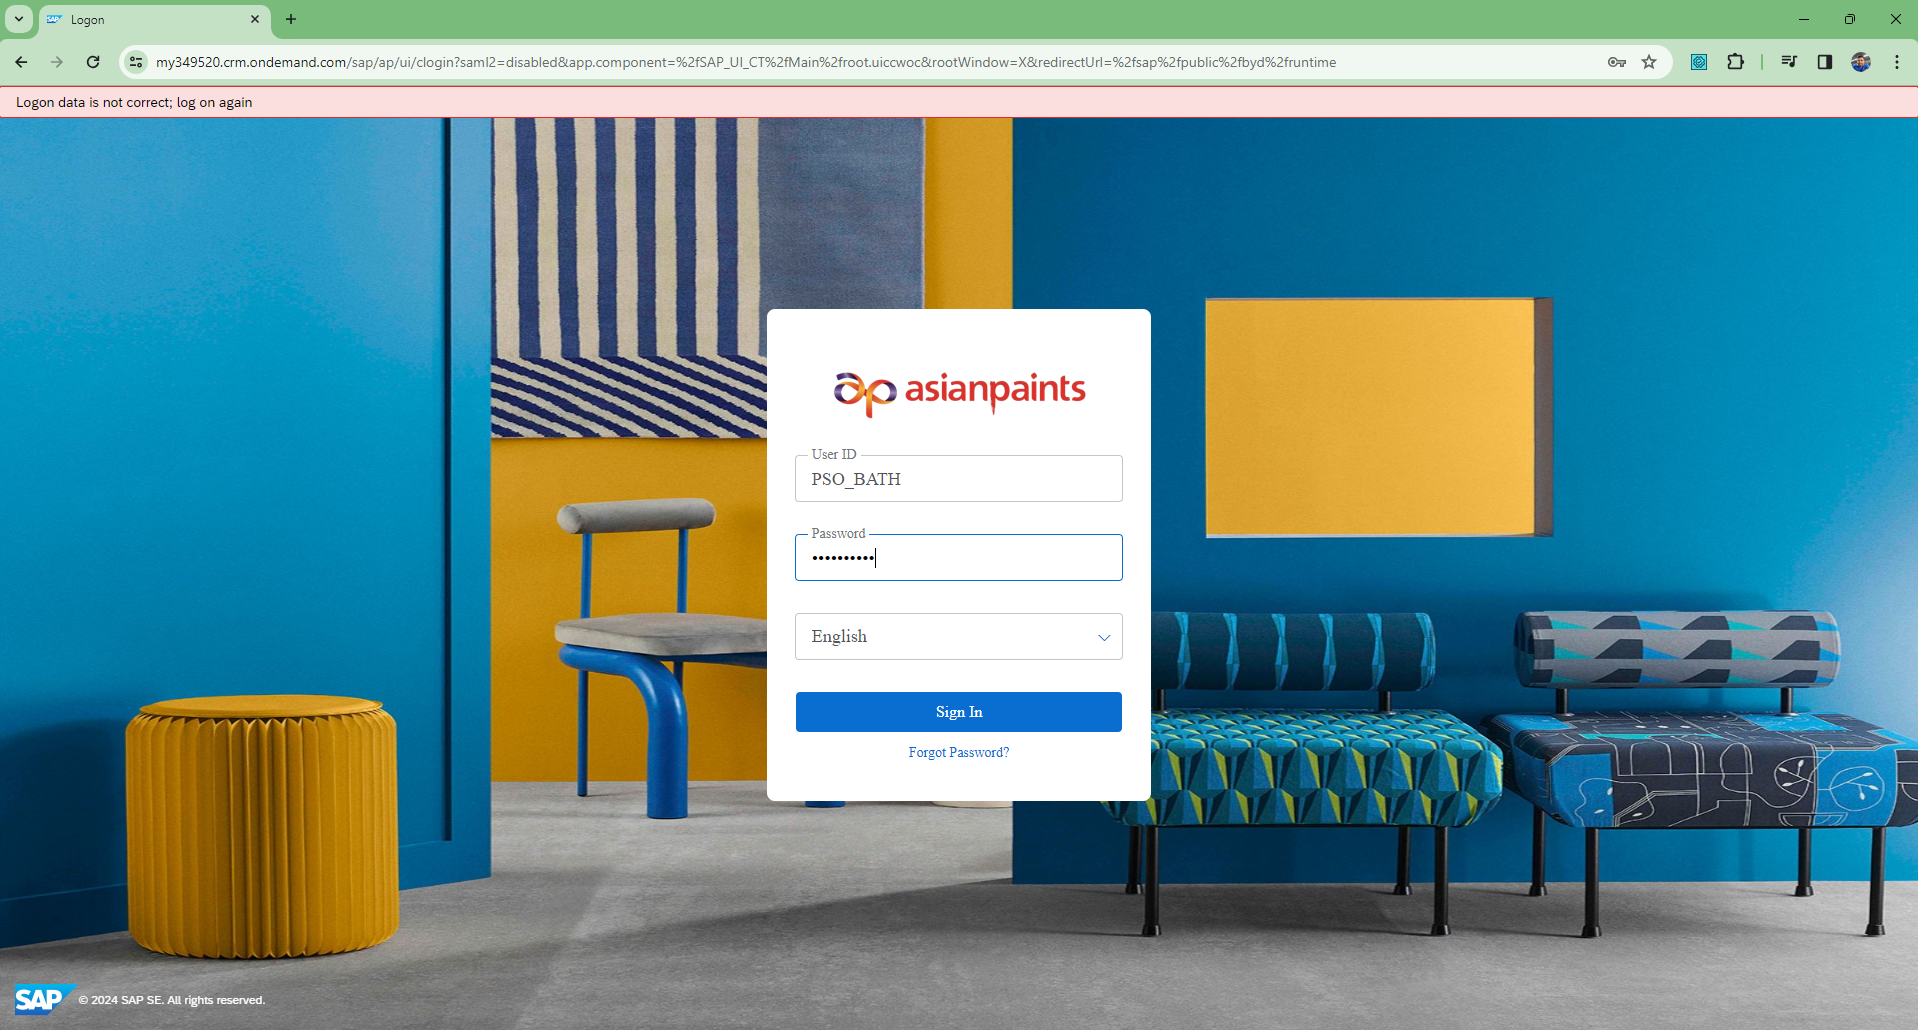 Logon
my349520.crm.ondemand.com/sap/ap/ui/clogin?saml2=disabled&app.component=%2fSAP_UI_CT%2fMain%2froot.uiccwoc&rootWindow=X&redirectUrl=%2fsap%2fpublic%2fbyd%2fruntime
Logon data is not correct; log on again
ap asianpaints
User ID
PSO_BATH
Password
••••••••••
English
Sign In
Forgot Password?
SAP © 2024 SAP SE. All rights reserved.